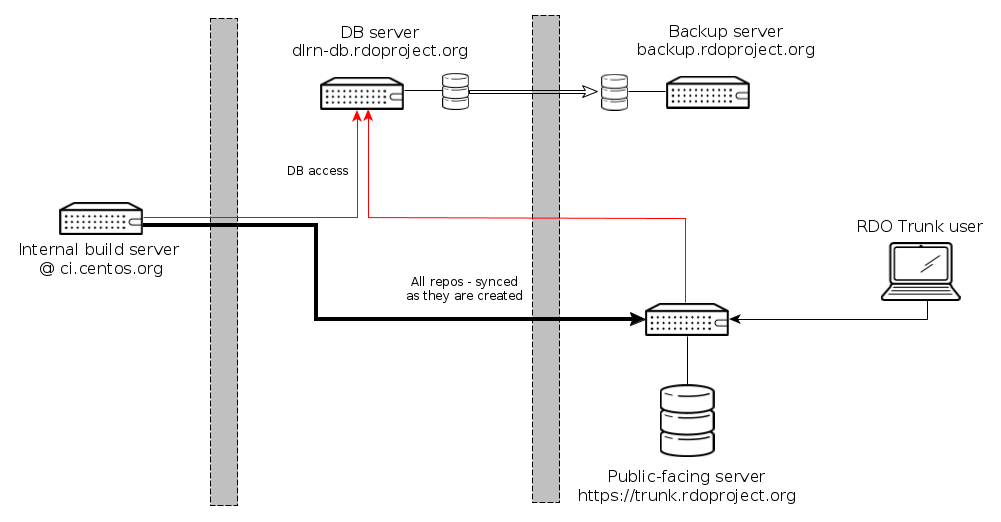 DB server
dlrn-db.rdoproject.org
Backup server
backup.rdoproject.org
DB access
Internal build server
@ ci.centos.org
RDO Trunk user
All repos - synced
as they are created
Public-facing server
https://trunk.rdoproject.org